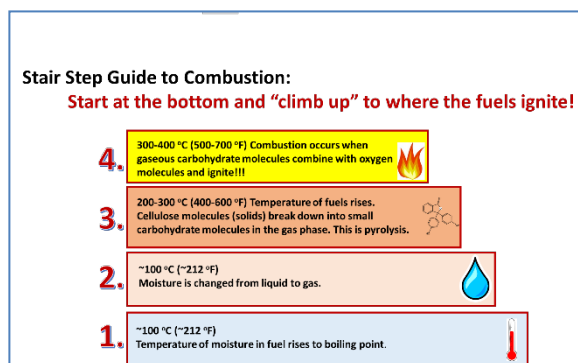 Stair Step Guide to Combustion:
Start at the bottom and “climb up” to where the fuels ignite!
4.
300-400 °C (500-700 °F) Combustion occurs when
gaseous carbohydrate molecules combine with oxygen
molecules and ignite!!!
3.
200-300 °C (400-600 °F) Temperature of fuels rises.
Cellulose molecules (solids) break down into small
carbohydrate molecules in the gas phase. This is pyrolysis.
2.
~100 °C (~212 °F)
Moisture is changed from liquid to gas.
1.
~100 °C (~212 °F)
Temperature of moisture in fuel rises to boiling point.